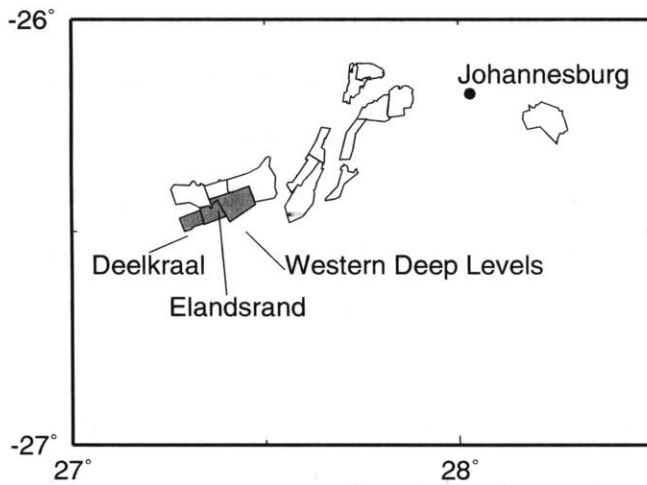 -26°
Johannesburg
Deelkraal
Western Deep Levels
Elandsrand
-27°
27°
28°